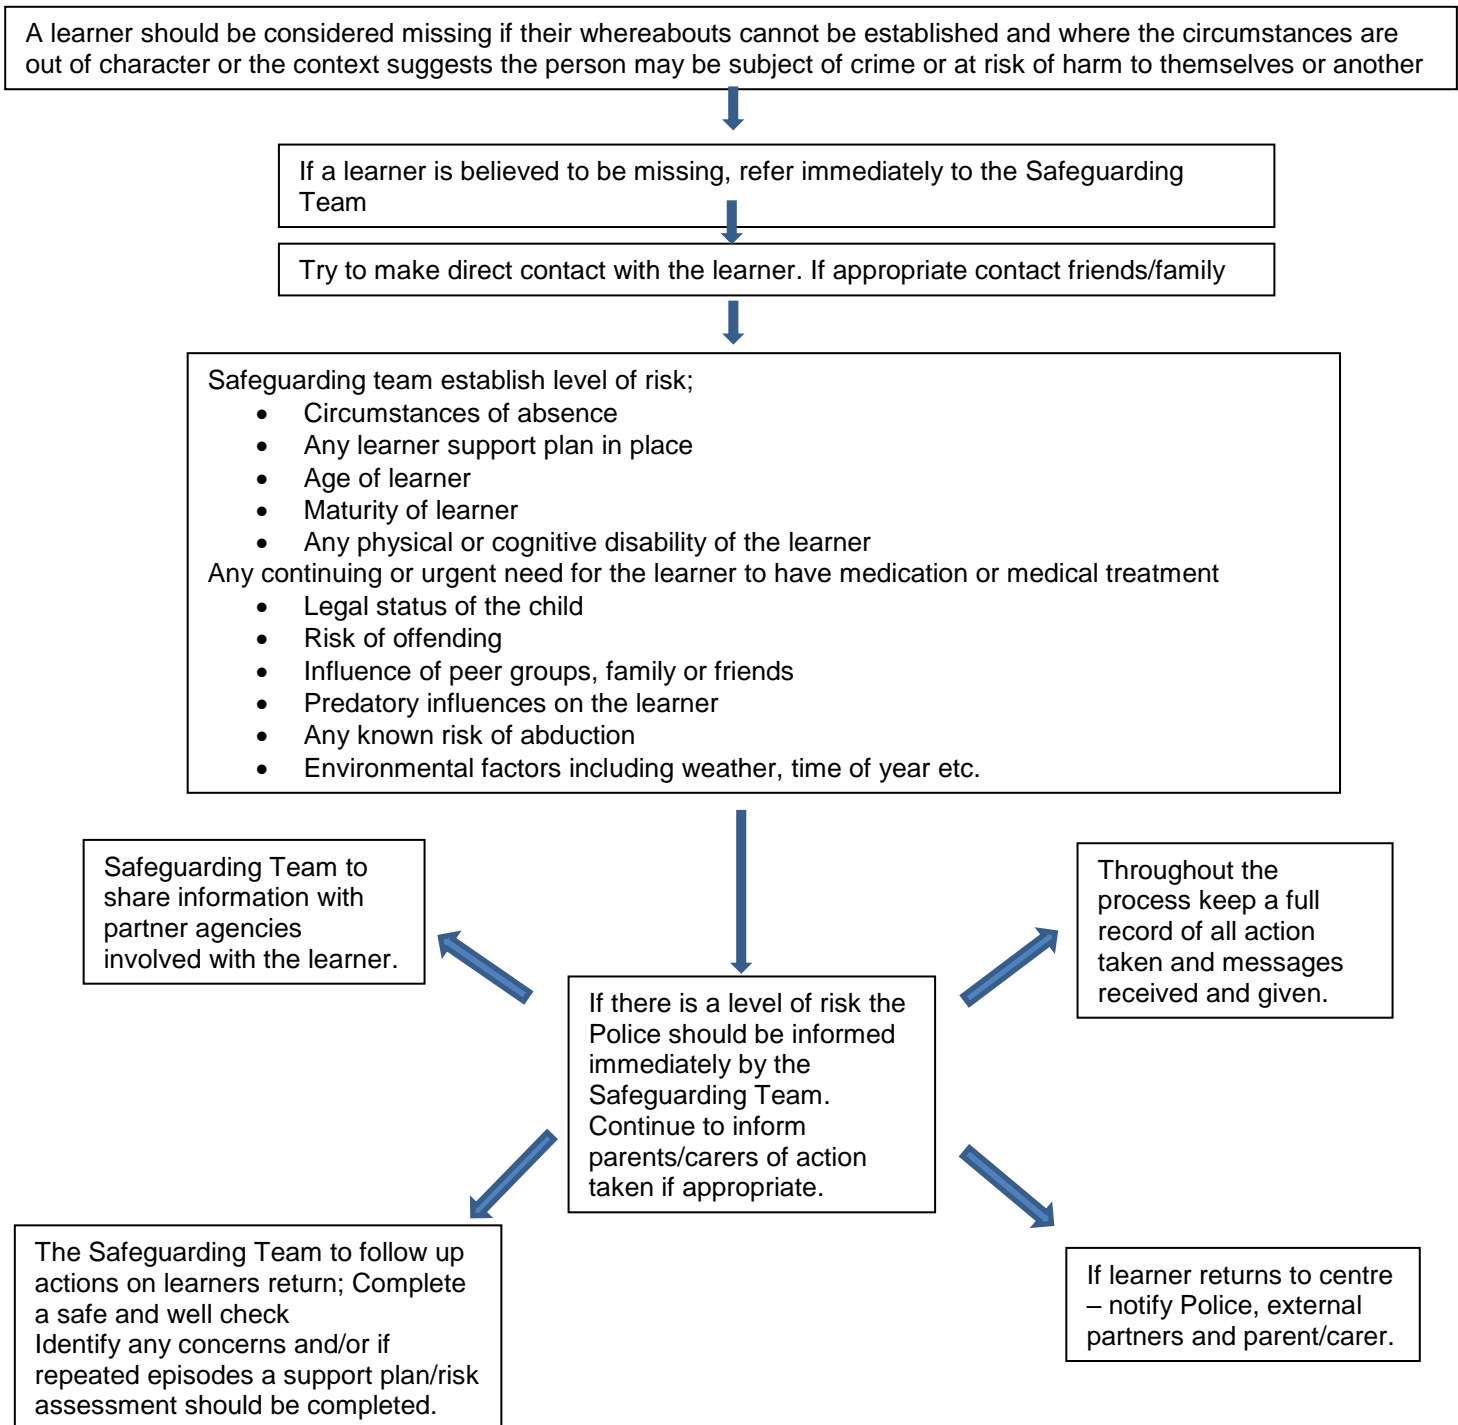 A learner should be considered missing if their whereabouts cannot be established and where the circumstances are
out of character or the context suggests the person may be subject of crime or at risk of harm to themselves or another
If a learner is believed to be missing, refer immediately to the Safeguarding
Team
Try to make direct contact with the learner. If appropriate contact friends/family
Safeguarding team establish level of risk;
• Circumstances of absence
• Any learner support plan in place
• Age of learner
• Maturity of learner
• Any physical or cognitive disability of the learner
Any continuing or urgent need for the learner to have medication or medical treatment
• Legal status of the child
• Risk of offending
• Influence of peer groups, family or friends
• Predatory influences on the learner
• Any known risk of abduction
• Environmental factors including weather, time of year etc.
Safeguarding Team to
share information with
partner agencies
involved with the learner.
Throughout the
process keep a full
record of all action
taken and messages
received and given.
If there is a level of risk the
Police should be informed
immediately by the
Safeguarding Team.
Continue to inform
parents/carers of action
taken if appropriate.
The Safeguarding Team to follow up
actions on learners return; Complete
a safe and well check
Identify any concerns and/or if
repeated episodes a support plan/risk
assessment should be completed.
If learner returns to centre
– notify Police, external
partners and parent/carer.